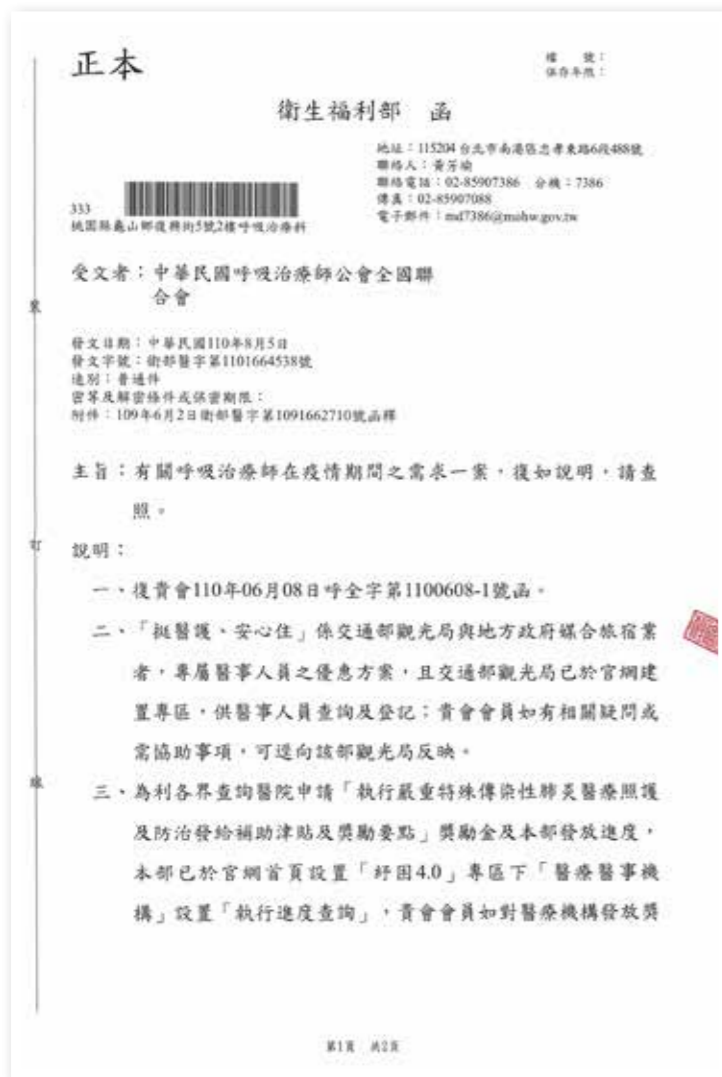 正本
檔　號：
保存年限：
衛生福利部　函
地址：115204 台北市南港區忠孝東路6段488號
聯絡人：黃芳瑜
聯絡電話：02-85907386　分機：7386
傳真：02-85907088
電子郵件：md7386@mohw.gov.tw
333
桃園縣龜山鄉復興街5號2樓呼吸治療科
受文者：中華民國呼吸治療師公會全國聯
合會
發文日期：中華民國110年8月5日
發文字號：衛部醫字第1101664538號
速別：普通件
密等及解密條件或保密期限：
附件：109年6月2日衛部醫字第1091662710號函釋
主旨：有關呼吸治療師在疫情期間之需求一案，復如說明，請查
照。
說明：
一、復貴會110年06月08日呼全字第1100608-1號函。
二、「挺醫護、安心住」係交通部觀光局與地方政府媒合旅宿業
者，專屬醫事人員之優惠方案，且交通部觀光局已於官網建
置專區，供醫事人員查詢及登記；貴會會員如有相關疑問或
需協助事項，可逕向該部觀光局反映。
三、為利各界查詢醫院申請「執行嚴重特殊傳染性肺炎醫療照護
及防治發給補助津貼及獎勵要點」獎勵金及本部發放進度，
本部已於官網首頁設置「紓困4.0」專區下「醫療醫事機
構」設置「執行進度查詢」，貴會會員如對醫療機構發放獎
裝
訂
線
第1頁　共2頁